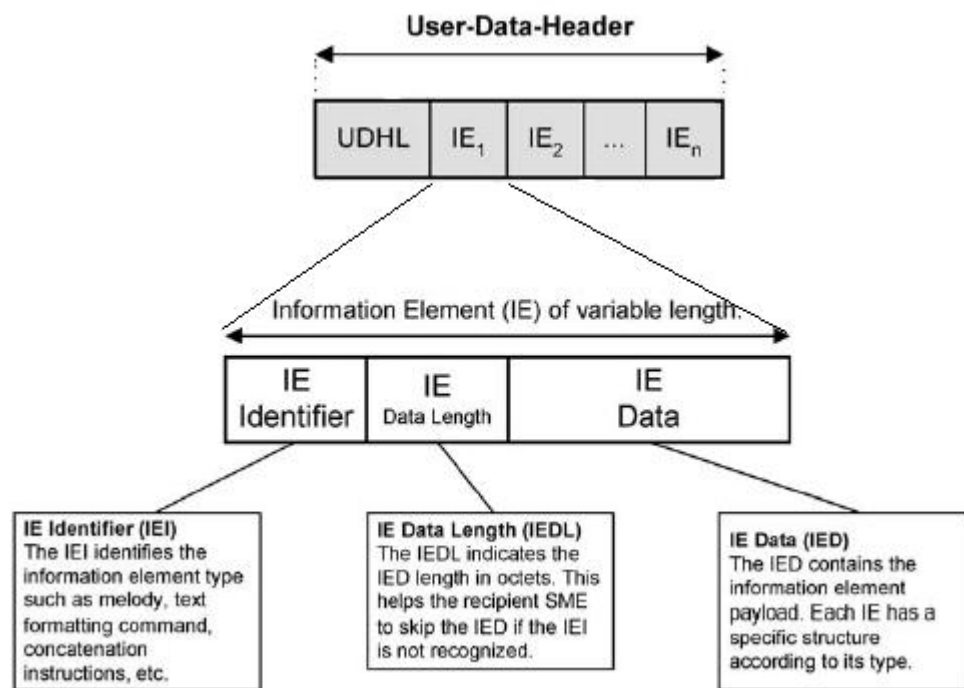 User-Data-Header
UDHL IE1 IE2 ... IEn
Information Element (IE) of variable length.
IE Identifier
IE Data Length
IE Data
IE Identifier (IEI)
The IEI identifies the
information element type
such as melody, text
formatting command,
concatenation
instructions, etc.
IE Data Length (IEDL)
The IEDL indicates the
IED length in octets. This
helps the recipient SME
to skip the IED if the IEI
is not recognized.
IE Data (IED)
The IED contains the
information element
payload. Each IE has a
specific structure
according to its type.